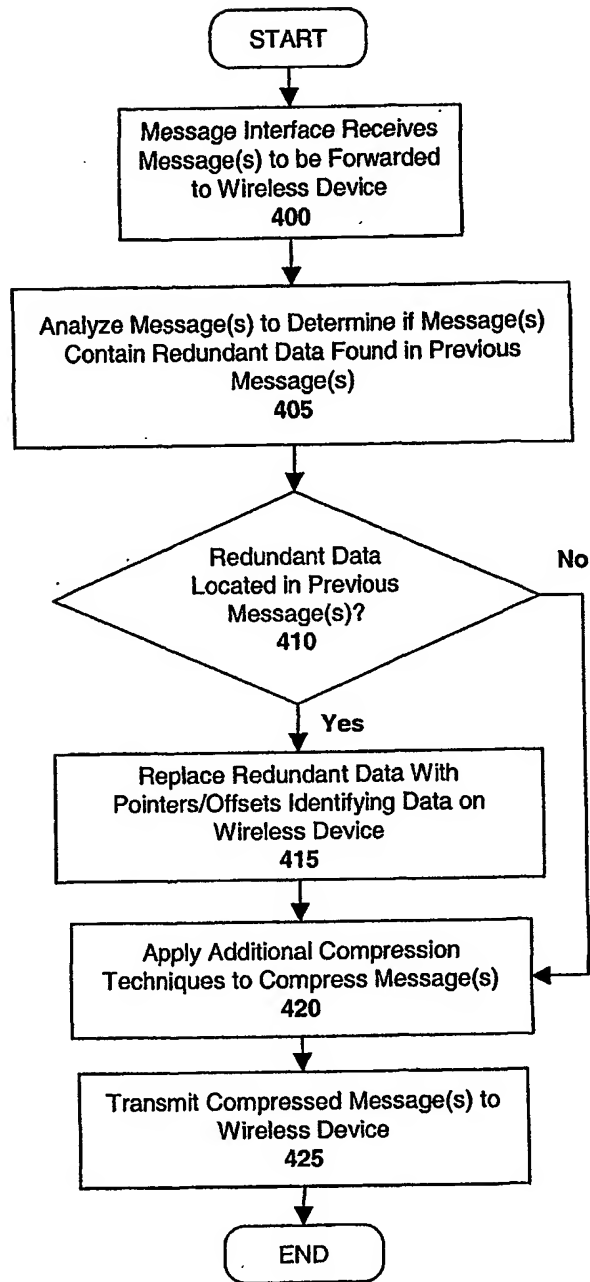 START
Message Interface Receives
Message(s) to be Forwarded
to Wireless Device
400
Analyze Message(s) to Determine if Message(s)
Contain Redundant Data Found in Previous
Message(s)
405
Redundant Data
Located in Previous
Message(s)?
410
No
Yes
Replace Redundant Data With
Pointers/Offsets Identifying Data on
Wireless Device
415
Apply Additional Compression
Techniques to Compress Message(s)
420
Transmit Compressed Message(s) to
Wireless Device
425
END